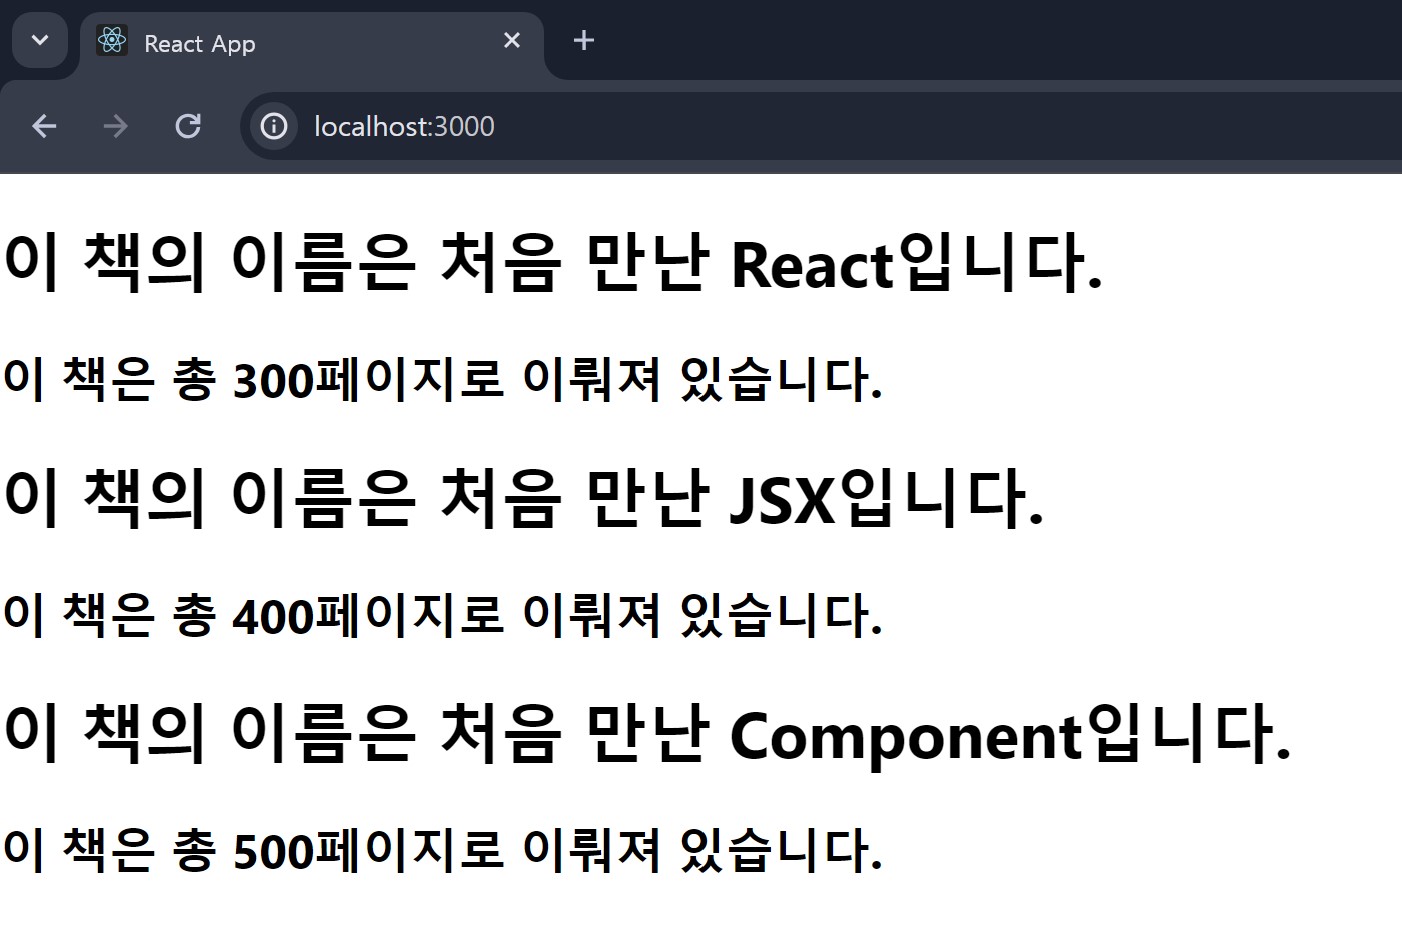 React App
localhost:3000
이 책의 이름은 처음 만난 React입니다.
이 책은 총 300페이지로 이뤄져 있습니다.
이 책의 이름은 처음 만난 JSX입니다.
이 책은 총 400페이지로 이뤄져 있습니다.
이 책의 이름은 처음 만난 Component입니다.
이 책은 총 500페이지로 이뤄져 있습니다.